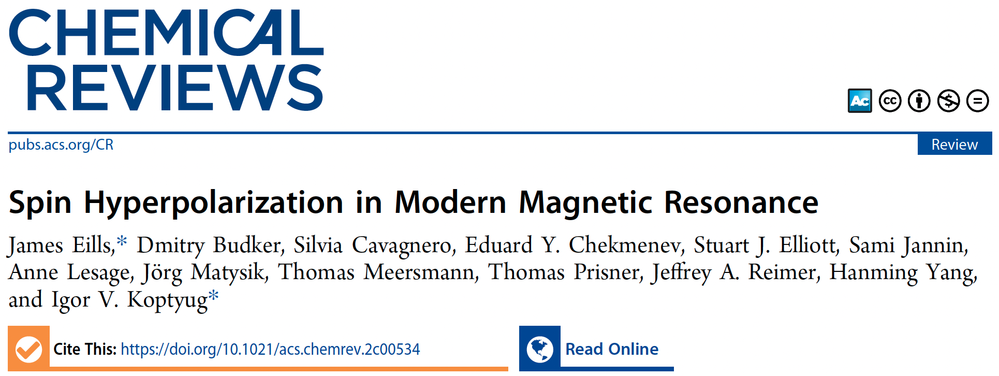 CHEMICAL
REVIEWS
Ac cc $ =
pubs.acs.org/CR
Review
Spin Hyperpolarization in Modern Magnetic Resonance
James Eills,* Dmitry Budker, Silvia Cavagnero, Eduard Y. Chekmenev, Stuart J. Elliott, Sami Jannin,
Anne Lesage, Jörg Matysik, Thomas Meersmann, Thomas Prisner, Jeffrey A. Reimer, Hanming Yang,
and Igor V. Koptyug*
Cite This: https://doi.org/10.1021/acs.chemrev.2c00534
Read Online